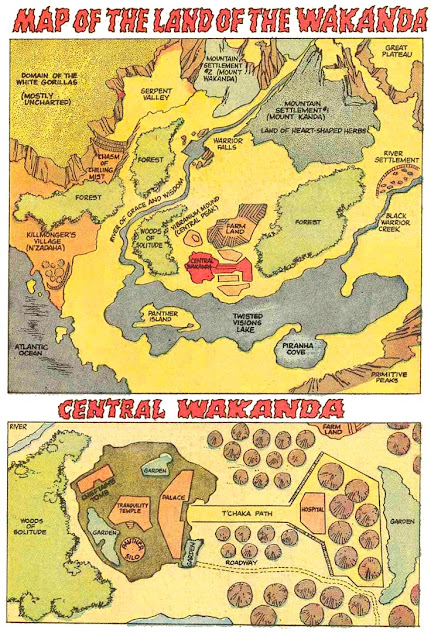 MAP OF THE LAND OF THE WAKANDA
DOMAIN OF THE
WHITE GORILLAS
(MOSTLY
UNCHARTED)
SERPENT
VALLEY
MOUNTAIN
SETTLEMENT
#2 (MOUNT
WAKANDA)
GREAT
PLATEAU
MOUNTAIN
SETTLEMENT #1
(MOUNT KANDA)
LAND OF HEART-SHAPED HERBS
CHASM
OF
CHILLING
MIST
FOREST
WARRIOR
FALLS
RIVER
SETTLEMENT
FOREST
RIVER OF GRACE AND WISDOM
WOODS
OF
SOLITUDE
VIBRANIUM MOUND
(CENTRAL PEAK)
FARM
LAND
FOREST
BLACK
WARRIOR
CREEK
KILLMONGER'S
VILLAGE
(N'JADAKA)
CENTRAL
WAKANDA
PANTHER
ISLAND
TWISTED
VISIONS
LAKE
ATLANTIC
OCEAN
PIRANHA
COVE
PRIMITIVE
PEAKS
CENTRAL WAKANDA
RIVER
FARM
LAND
GARDEN
TRANQUILITY
TEMPLE
PALACE
T'CHAKA PATH
HOSPITAL
WOODS
OF
SOLITUDE
GARDEN
SILO
GARDEN
ROADWAY
GARDEN